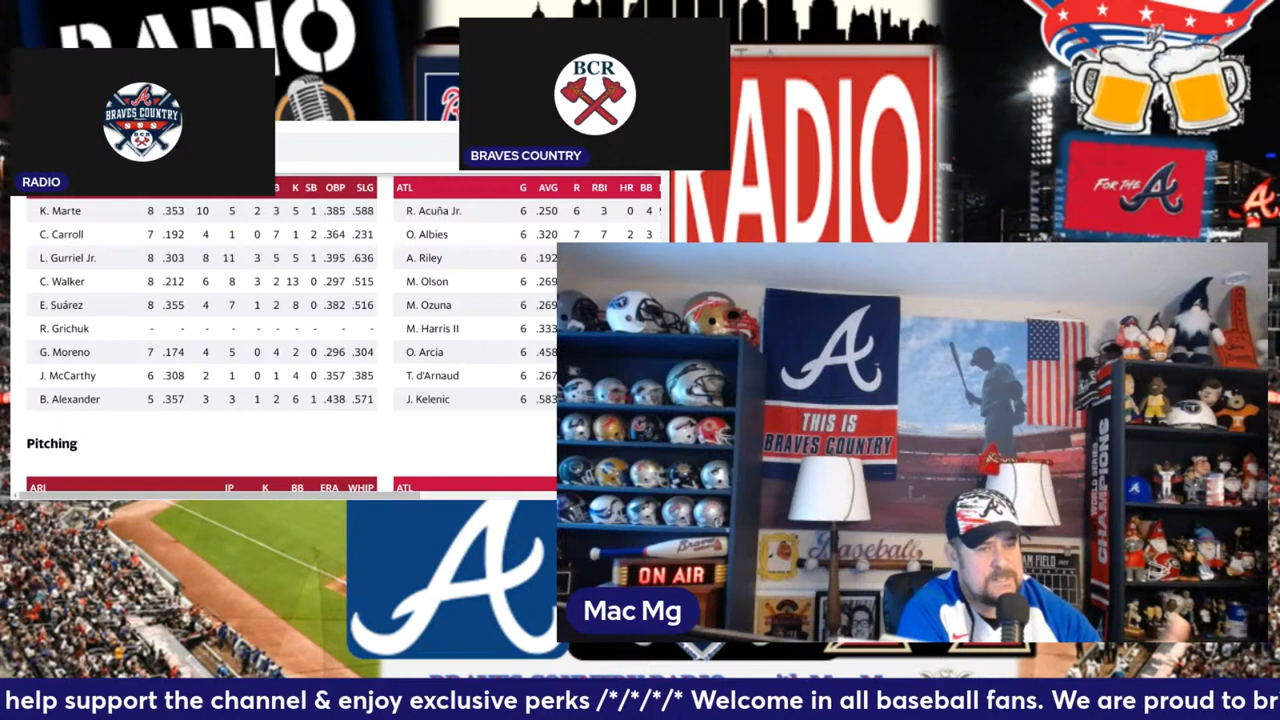 RADIO
BRAVES COUNTRY
BCR
RADIO
BCR
BRAVES COUNTRY
RADIO
FOR THE A
K SB OBP SLG
K. Marte 8 .353 10 5 2 3 5 1 .385 .588
C. Carroll 7 .192 4 1 0 7 1 2 .364 .231
L. Gurriel Jr. 8 .303 8 11 3 5 5 1 .395 .636
C. Walker 8 .212 6 8 3 2 13 0 .297 .515
E. Suárez 8 .355 4 7 1 2 8 0 .382 .516
R. Grichuk - - - - - - - - - -
G. Moreno 7 .174 4 5 0 4 2 0 .296 .304
J. McCarthy 6 .308 2 1 0 1 4 0 .357 .385
B. Alexander 5 .357 3 3 1 2 6 1 .438 .571
Pitching
ARI IP K BB ERA WHIP
ATL G AVG R RBI HR BB
R. Acuña Jr. 6 .250 6 3 0 4
O. Albies 6 .320 7 7 2 3
A. Riley 6 .192
M. Olson 6 .269
M. Ozuna 6 .269
M. Harris II 6 .333
O. Arcia 6 .458
T. d'Arnaud 6 .267
J. Kelenic 6 .583
ATL
A
THIS IS
BRAVES COUNTRY
WORLD SERIES
CHAMPIONS
Braves
Baseball
ON AIR
Mac Mg
A
help support the channel & enjoy exclusive perks /*/*/*/* Welcome in all baseball fans. We are proud to br